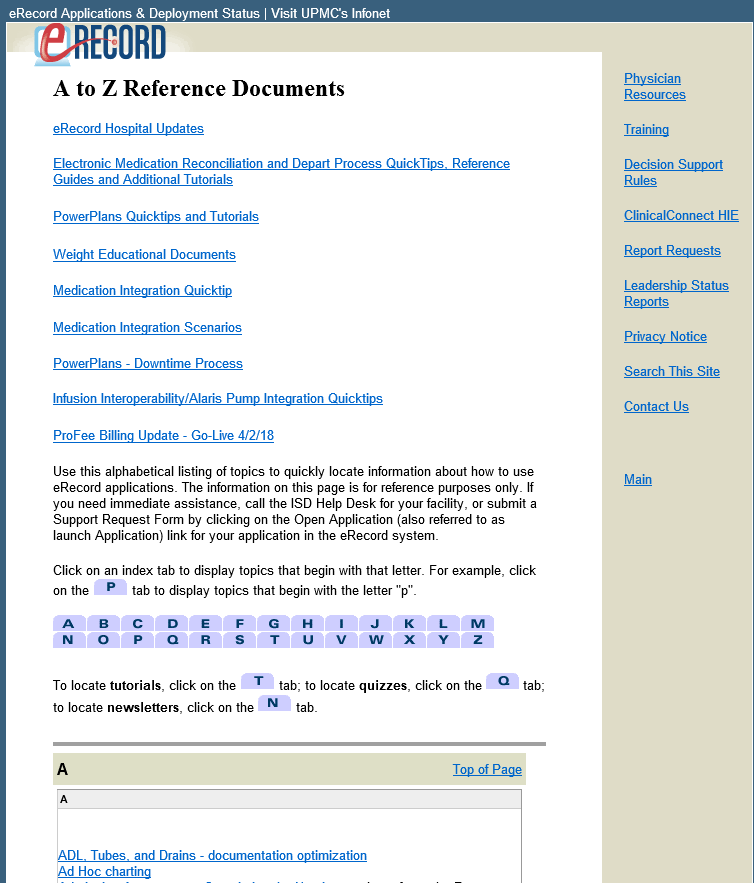 eRecord Applications & Deployment Status | Visit UPMC's Infonet
eRECORD
A to Z Reference Documents
eRecord Hospital Updates
Electronic Medication Reconciliation and Depart Process QuickTips, Reference
Guides and Additional Tutorials
PowerPlans Quicktips and Tutorials
Weight Educational Documents
Medication Integration Quicktip
Medication Integration Scenarios
PowerPlans - Downtime Process
Infusion Interoperability/Alaris Pump Integration Quicktips
ProFee Billing Update - Go-Live 4/2/18
Use this alphabetical listing of topics to quickly locate information about how to use
eRecord applications. The information on this page is for reference purposes only. If
you need immediate assistance, call the ISD Help Desk for your facility, or submit a
Support Request Form by clicking on the Open Application (also referred to as
launch Application) link for your application in the eRecord system.
Click on an index tab to display topics that begin with that letter. For example, click
on the P tab to display topics that begin with the letter "p".
A B C D E F G H I J K L M
N O P Q R S T U V W X Y Z
To locate tutorials, click on the T tab; to locate quizzes, click on the Q tab;
to locate newsletters, click on the N tab.
A Top of Page
A
ADL, Tubes, and Drains - documentation optimization
Ad Hoc charting
Physician
Resources
Training
Decision Support
Rules
ClinicalConnect HIE
Report Requests
Leadership Status
Reports
Privacy Notice
Search This Site
Contact Us
Main